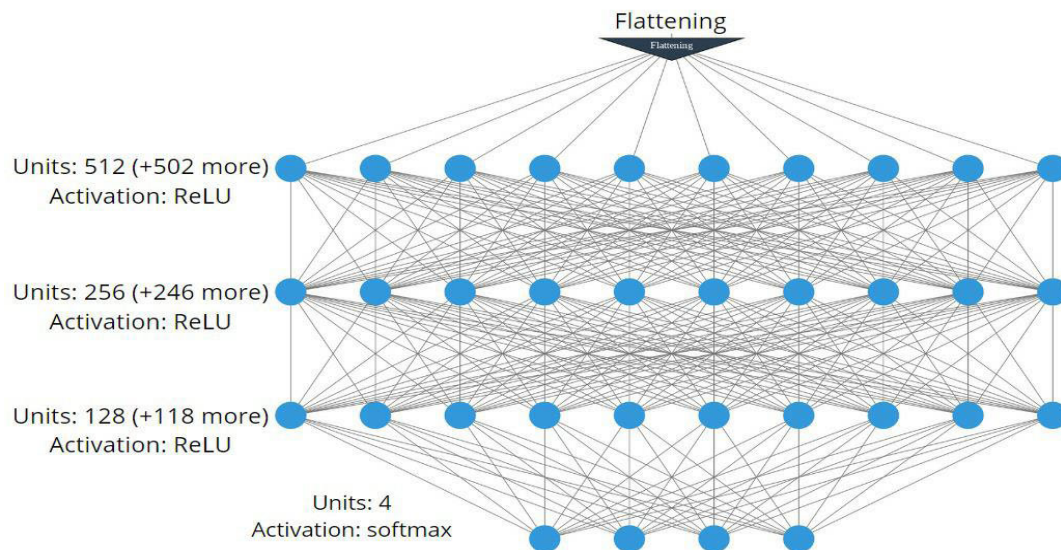 Flattening
Flattening
Units: 512 (+502 more)
Activation: ReLU
Units: 256 (+246 more)
Activation: ReLU
Units: 128 (+118 more)
Activation: ReLU
Units: 4
Activation: softmax